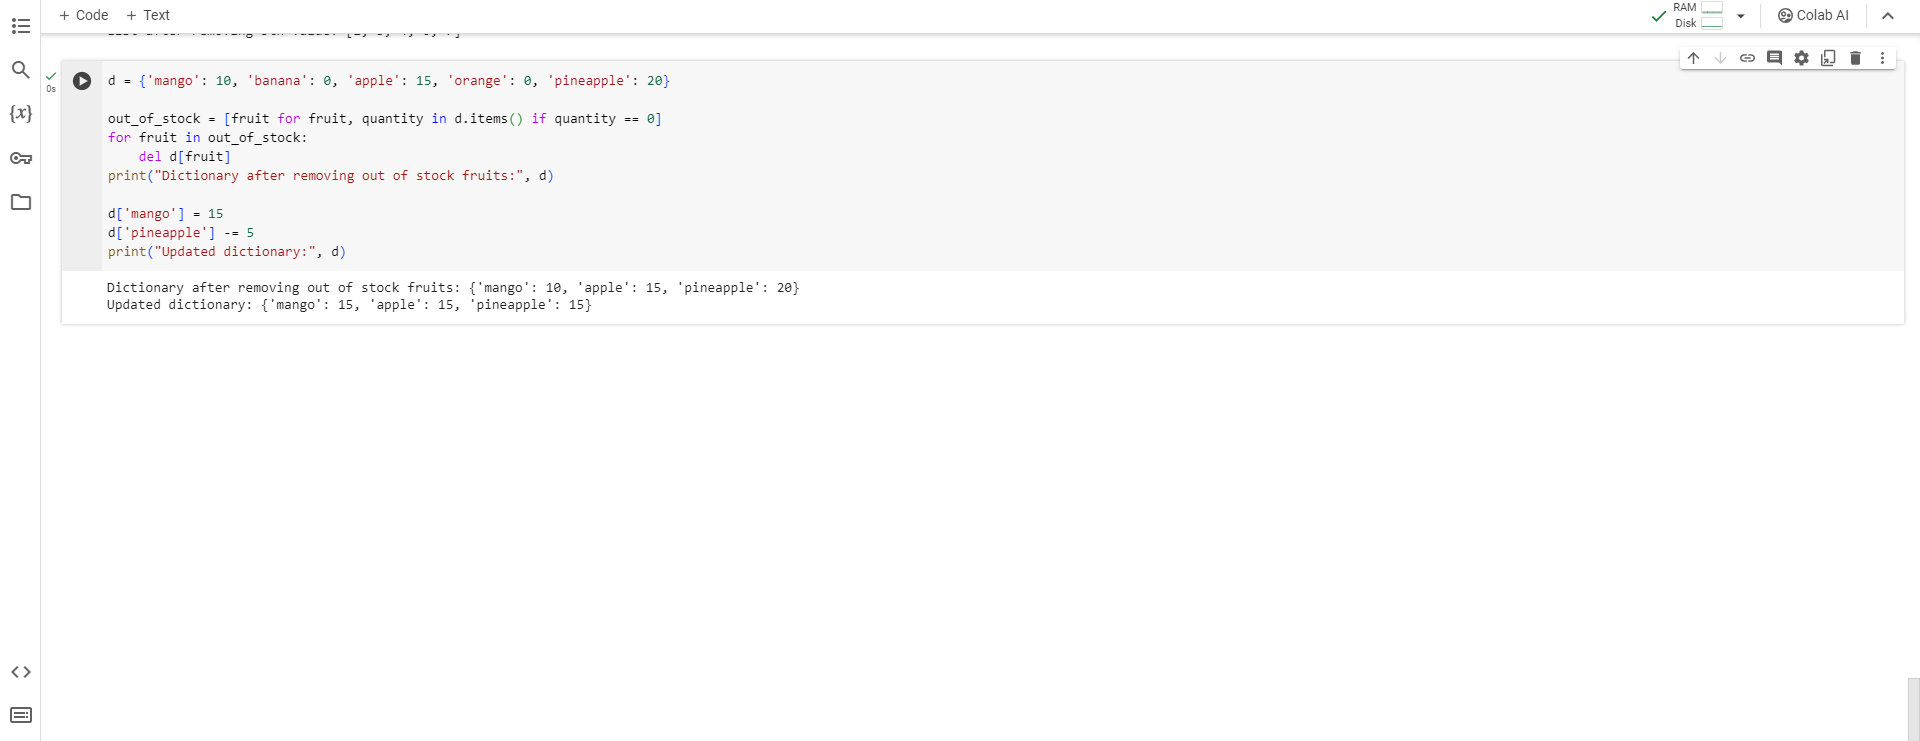 + Code + Text
RAM
Disk
Colab AI
0s
{x}
d = {'mango': 10, 'banana': 0, 'apple': 15, 'orange': 0, 'pineapple': 20}
out_of_stock = [fruit for fruit, quantity in d.items() if quantity == 0]
for fruit in out_of_stock:
    del d[fruit]
print("Dictionary after removing out of stock fruits:", d)
d['mango'] = 15
d['pineapple'] -= 5
print("Updated dictionary:", d)
Dictionary after removing out of stock fruits: {'mango': 10, 'apple': 15, 'pineapple': 20}
Updated dictionary: {'mango': 15, 'apple': 15, 'pineapple': 15}